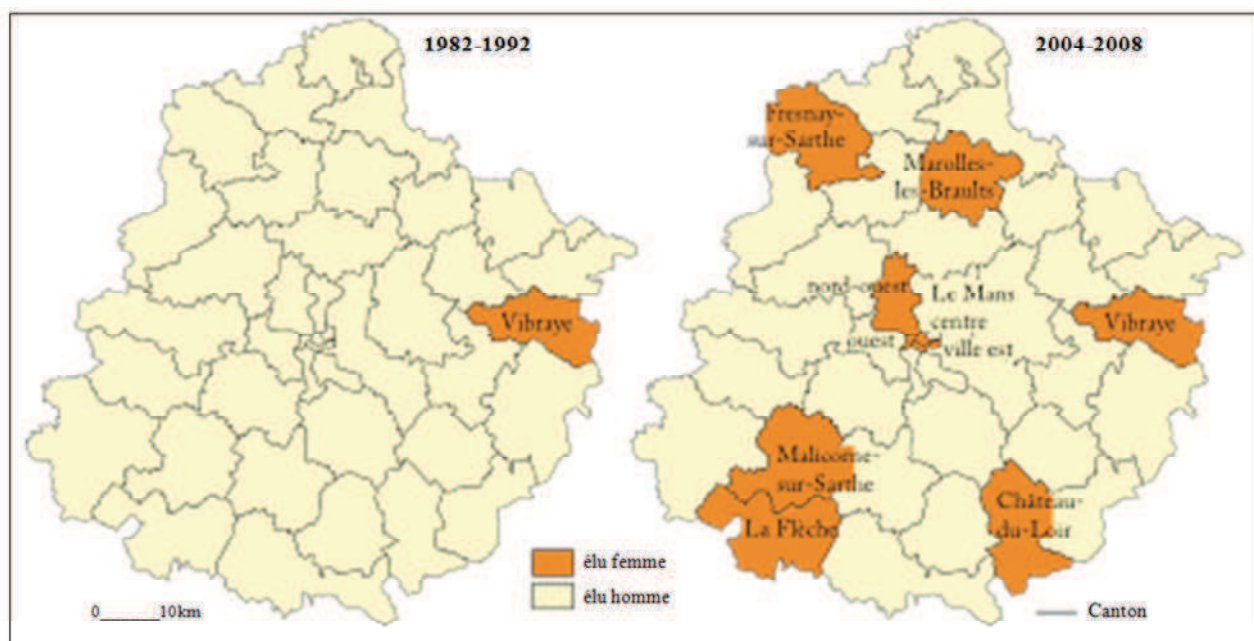 1982-1992
2004-2008
Fresnay-
sur-Sarthe
Marolles-
les-Braults
nord-ouest
Le Mans
centre
ouest
ville est
Vibraye
Vibraye
Malicorne-
sur-Sarthe
La Flèche
Château-
du-Loir
élu femme
élu homme
0 10km
Canton